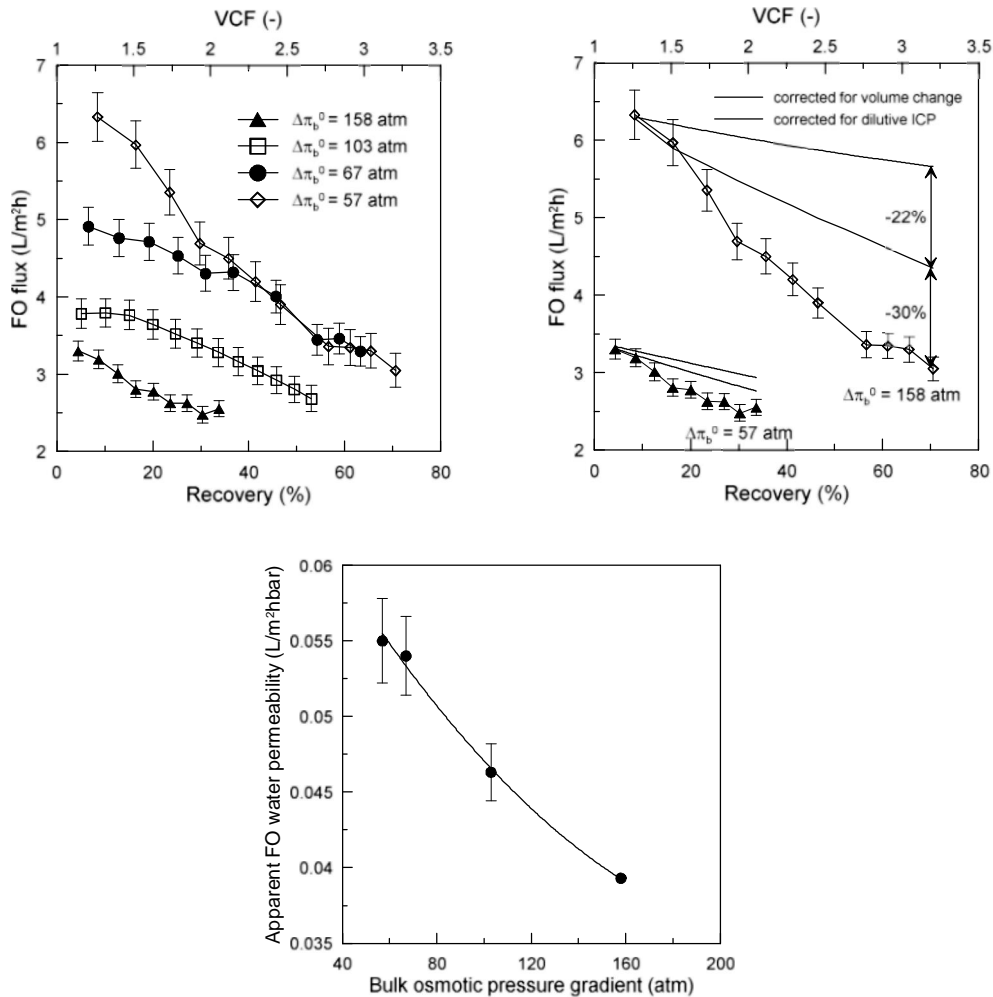 VCF (-)
1 1.5 2 2.5 3 3.5
7
6
5
4
3
2
FO flux (L/m²h)
Δπb⁰ = 158 atm
Δπb⁰ = 103 atm
Δπb⁰ = 67 atm
Δπb⁰ = 57 atm
0 20 40 60 80
Recovery (%)
VCF (-)
1 1.5 2 2.5 3 3.5
7
6
5
4
3
2
FO flux (L/m²h)
corrected for volume change
corrected for dilutive ICP
-22%
-30%
Δπb⁰ = 158 atm
Δπb⁰ = 57 atm
0 20 40 60 80
Recovery (%)
0.06
0.055
0.05
0.045
0.04
0.035
Apparent FO water permeability (L/m²hbar)
40 80 120 160 200
Bulk osmotic pressure gradient (atm)